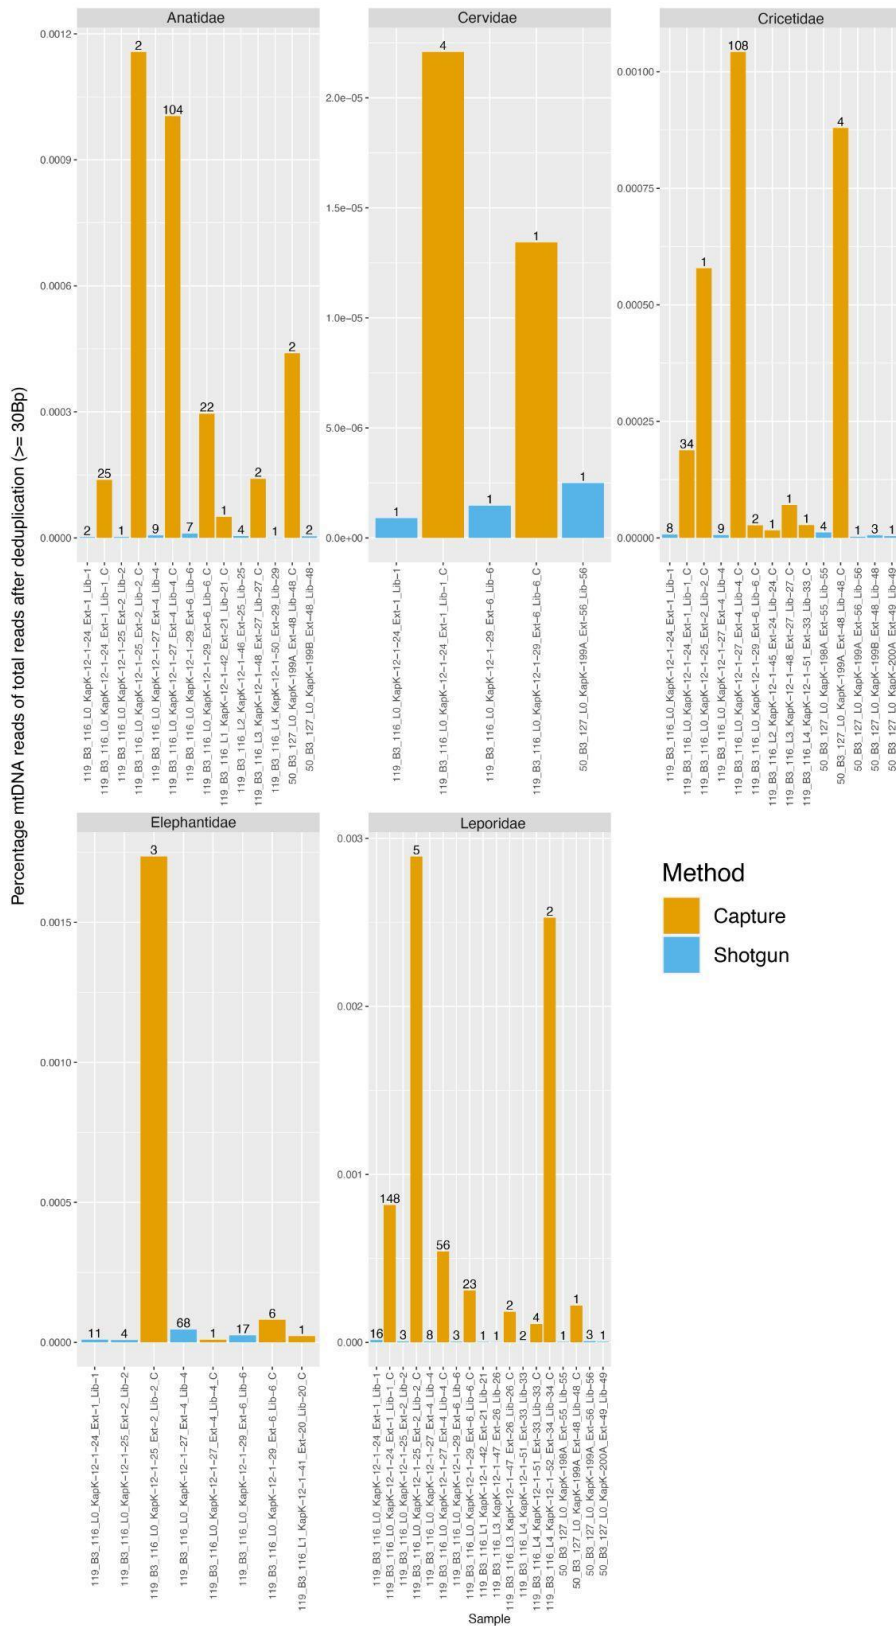 Anatidae
Cervidae
Cricetidae
Percentage mtDNA reads of total reads after deduplication (>= 30Bp)
0.0012
0.0009
0.0006
0.0003
0.0000
2
25
1
2
9
104
7
22
1
4
2
1
2
2
119_B3_116_L0_KapK-12-1-24_Ext-1_Lib-1
119_B3_116_L0_KapK-12-1-24_Ext-1_Lib-1_C
119_B3_116_L0_KapK-12-1-25_Ext-2_Lib-2
119_B3_116_L0_KapK-12-1-25_Ext-2_Lib-2_C
119_B3_116_L0_KapK-12-1-27_Ext-4_Lib-4
119_B3_116_L0_KapK-12-1-27_Ext-4_Lib-4_C
119_B3_116_L0_KapK-12-1-29_Ext-6_Lib-6
119_B3_116_L0_KapK-12-1-29_Ext-6_Lib-6_C
119_B3_116_L1_KapK-12-1-42_Ext-21_Lib-21_C
119_B3_116_L2_KapK-12-1-46_Ext-25_Lib-25
119_B3_116_L3_KapK-12-1-48_Ext-27_Lib-27_C
119_B3_116_L4_KapK-12-1-50_Ext-29_Lib-29
50_B3_127_L0_KapK-199A_Ext-48_Lib-48_C
50_B3_127_L0_KapK-199B_Ext-48_Lib-48
2.0e-05
1.5e-05
1.0e-05
5.0e-06
0.0e+00
1
4
1
1
1
119_B3_116_L0_KapK-12-1-24_Ext-1_Lib-1
119_B3_116_L0_KapK-12-1-24_Ext-1_Lib-1_C
119_B3_116_L0_KapK-12-1-29_Ext-6_Lib-6
119_B3_116_L0_KapK-12-1-29_Ext-6_Lib-6_C
50_B3_127_L0_KapK-199A_Ext-56_Lib-56
0.00100
0.00075
0.00050
0.00025
0.00000
8
34
1
9
108
2
1
1
1
4
4
1
3
1
119_B3_116_L0_KapK-12-1-24_Ext-1_Lib-1
119_B3_116_L0_KapK-12-1-24_Ext-1_Lib-1_C
119_B3_116_L0_KapK-12-1-25_Ext-2_Lib-2_C
119_B3_116_L0_KapK-12-1-27_Ext-4_Lib-4
119_B3_116_L0_KapK-12-1-27_Ext-4_Lib-4_C
119_B3_116_L0_KapK-12-1-29_Ext-6_Lib-6_C
119_B3_116_L2_KapK-12-1-45_Ext-24_Lib-24_C
119_B3_116_L3_KapK-12-1-48_Ext-27_Lib-27_C
119_B3_116_L4_KapK-12-1-51_Ext-33_Lib-33_C
50_B3_127_L0_KapK-198A_Ext-55_Lib-55
50_B3_127_L0_KapK-199A_Ext-48_Lib-48_C
50_B3_127_L0_KapK-199A_Ext-56_Lib-56
50_B3_127_L0_KapK-199B_Ext-48_Lib-48
50_B3_127_L0_KapK-200A_Ext-49_Lib-49
Elephantidae
Leporidae
0.0015
0.0010
0.0005
0.0000
11
4
3
68
1
17
6
1
119_B3_116_L0_KapK-12-1-24_Ext-1_Lib-1
119_B3_116_L0_KapK-12-1-25_Ext-2_Lib-2
119_B3_116_L0_KapK-12-1-25_Ext-2_Lib-2_C
119_B3_116_L0_KapK-12-1-27_Ext-4_Lib-4
119_B3_116_L0_KapK-12-1-27_Ext-4_Lib-4_C
119_B3_116_L0_KapK-12-1-29_Ext-6_Lib-6
119_B3_116_L0_KapK-12-1-29_Ext-6_Lib-6_C
119_B3_116_L1_KapK-12-1-41_Ext-20_Lib-20_C
0.003
0.002
0.001
0.000
16
148
3
5
8
56
3
23
1
1
2
2
4
2
1
1
3
1
119_B3_116_L0_KapK-12-1-24_Ext-1_Lib-1
119_B3_116_L0_KapK-12-1-24_Ext-1_Lib-1_C
119_B3_116_L0_KapK-12-1-25_Ext-2_Lib-2
119_B3_116_L0_KapK-12-1-25_Ext-2_Lib-2_C
119_B3_116_L0_KapK-12-1-27_Ext-4_Lib-4
119_B3_116_L0_KapK-12-1-27_Ext-4_Lib-4_C
119_B3_116_L0_KapK-12-1-29_Ext-6_Lib-6
119_B3_116_L0_KapK-12-1-29_Ext-6_Lib-6_C
119_B3_116_L1_KapK-12-1-42_Ext-21_Lib-21
119_B3_116_L3_KapK-12-1-47_Ext-26_Lib-26
119_B3_116_L3_KapK-12-1-47_Ext-26_Lib-26_C
119_B3_116_L4_KapK-12-1-51_Ext-33_Lib-33
119_B3_116_L4_KapK-12-1-51_Ext-33_Lib-33_C
119_B3_116_L4_KapK-12-1-52_Ext-34_Lib-34_C
50_B3_127_L0_KapK-198A_Ext-55_Lib-55
50_B3_127_L0_KapK-199A_Ext-48_Lib-48_C
50_B3_127_L0_KapK-199A_Ext-56_Lib-56
50_B3_127_L0_KapK-200A_Ext-49_Lib-49
Method
Capture
Shotgun
Sample